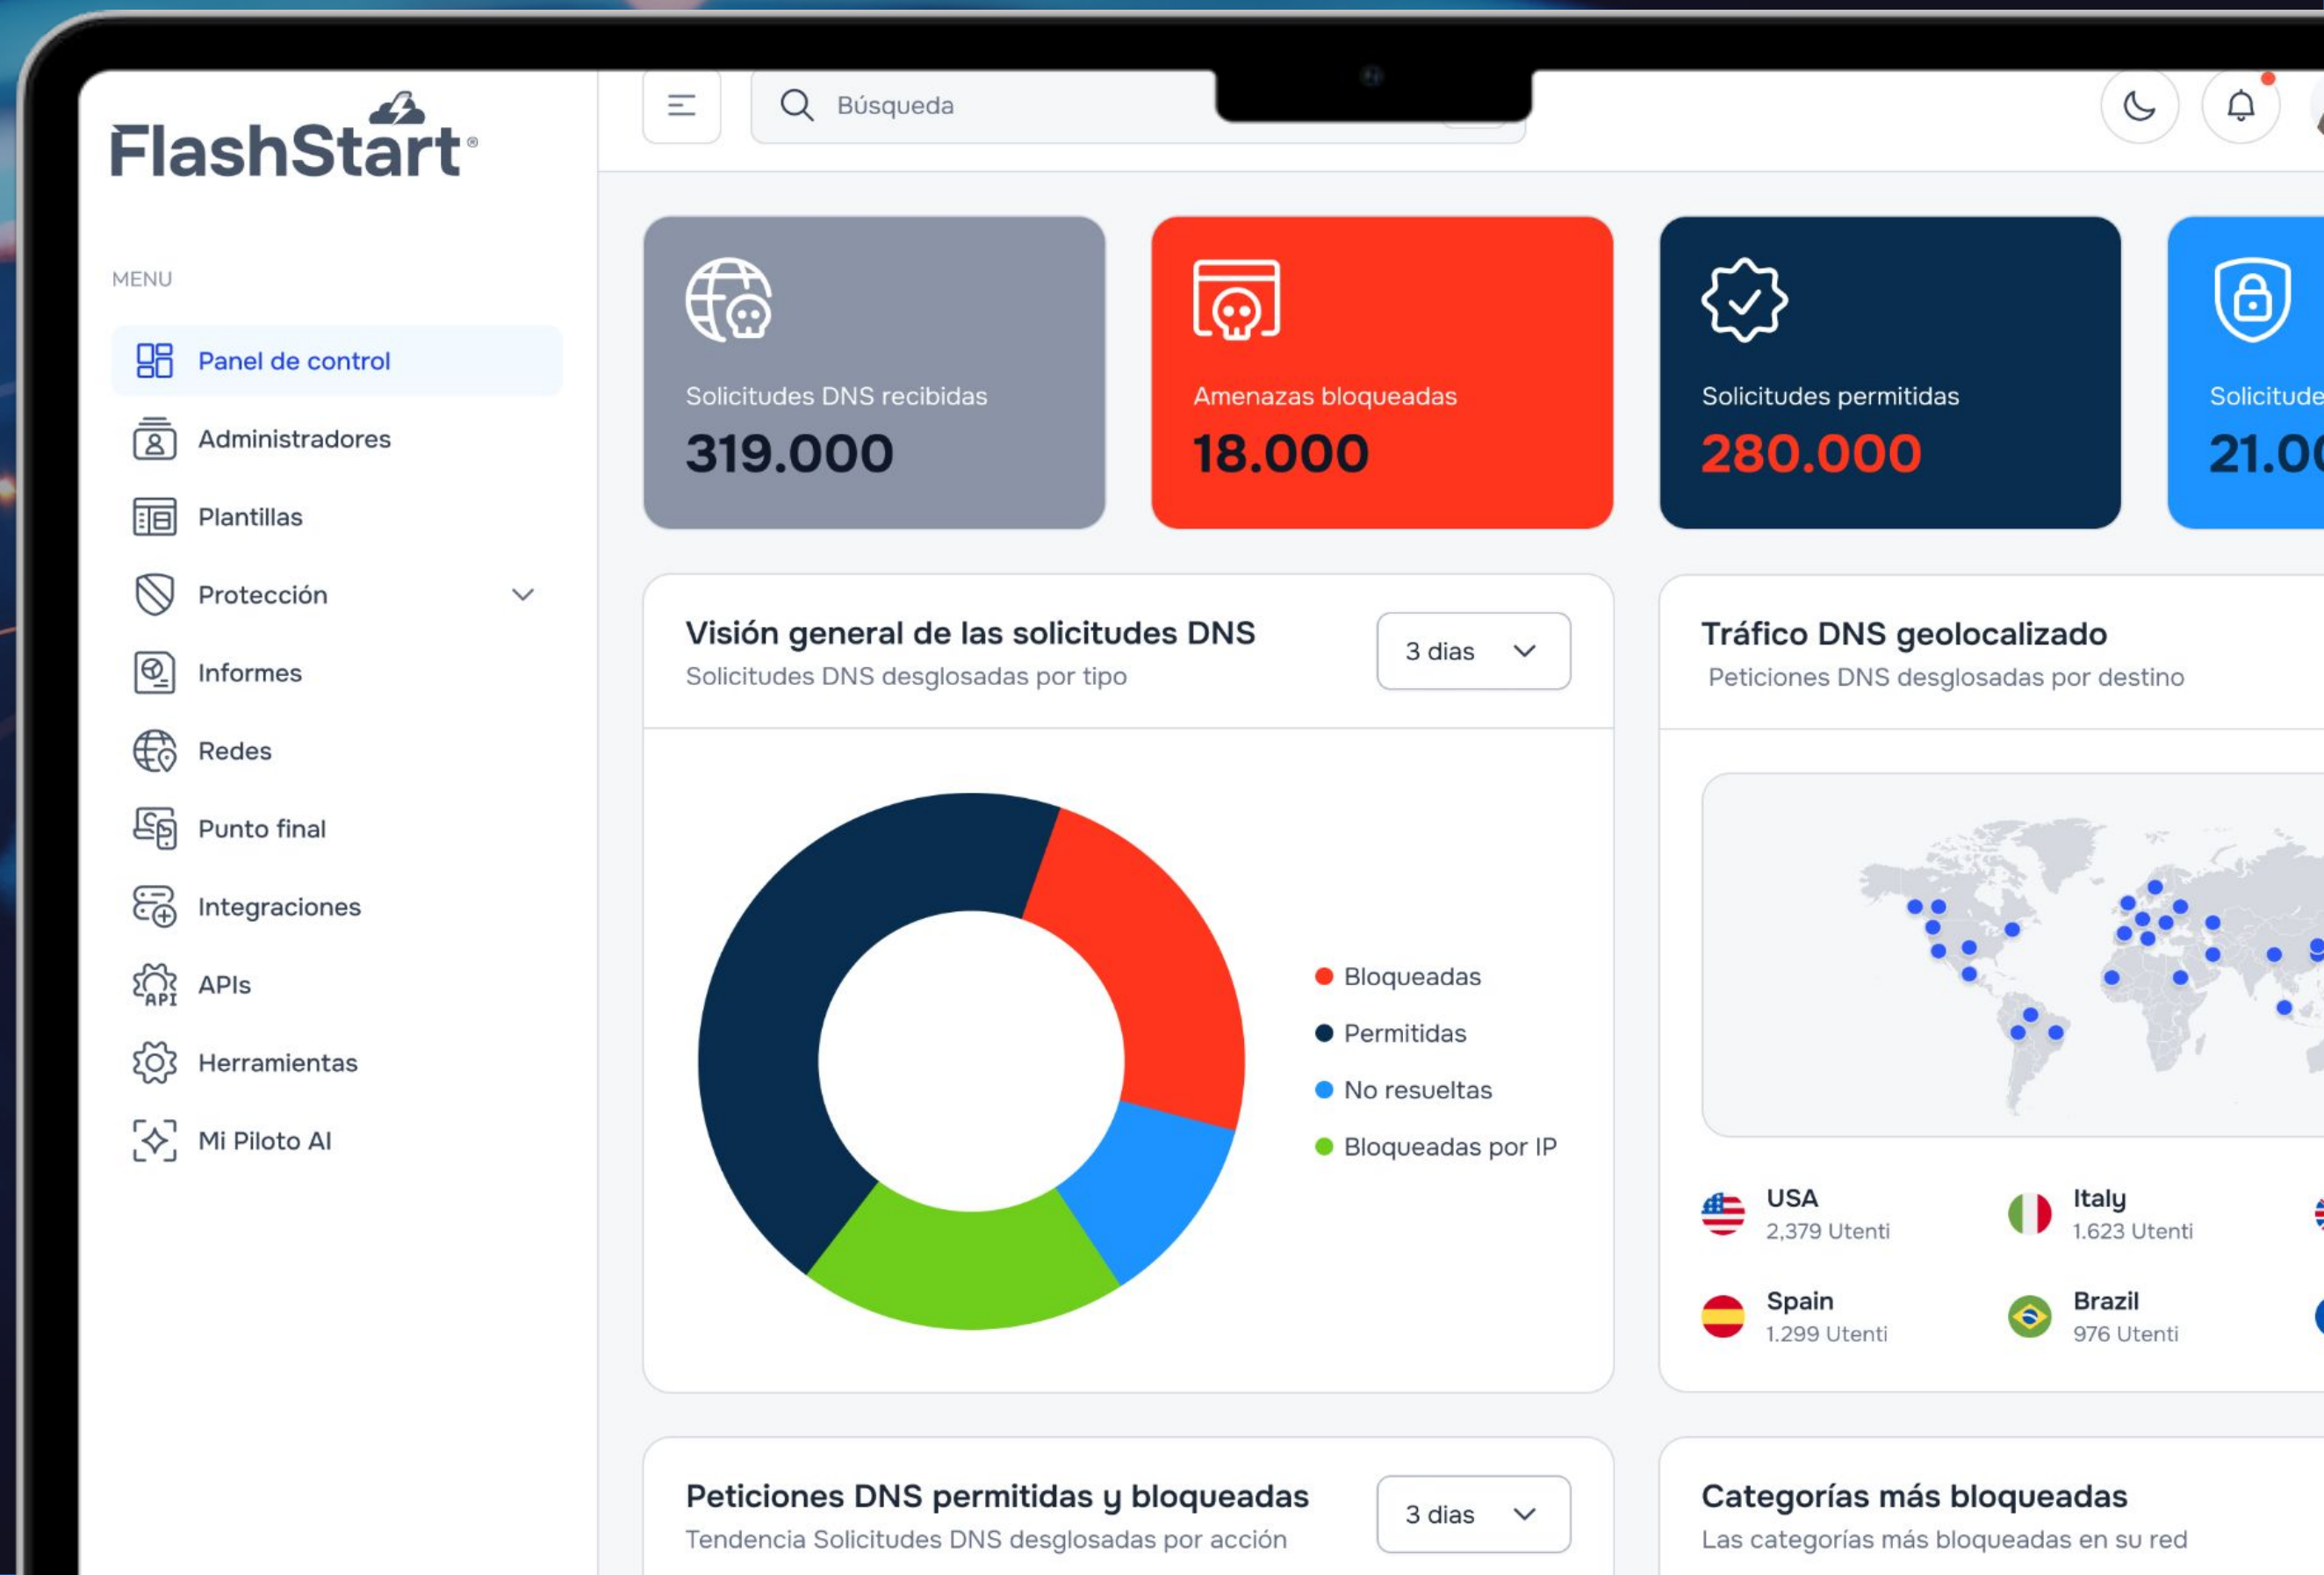 FlashStart®
Búsqueda
MENU
Panel de control
Administradores
Plantillas
Protección
Informes
Redes
Punto final
Integraciones
API
APIs
Herramientas
Mi Piloto AI
Solicitudes DNS recibidas
319.000
Amenazas bloqueadas
18.000
Solicitudes permitidas
280.000
Visión general de las solicitudes DNS
Solicitudes DNS desglosadas por tipo
3 dias
Bloqueadas
Permitidas
No resueltas
Bloqueadas por IP
Tráfico DNS geolocalizado
Peticiones DNS desglosadas por destino
USA
2,379 Utenti
Italy
1.623 Utenti
Spain
1.299 Utenti
Brazil
976 Utenti
Peticiones DNS permitidas y bloqueadas
Tendencia Solicitudes DNS desglosadas por acción
3 dias
Categorías más bloqueadas
Las categorías más bloqueadas en su red